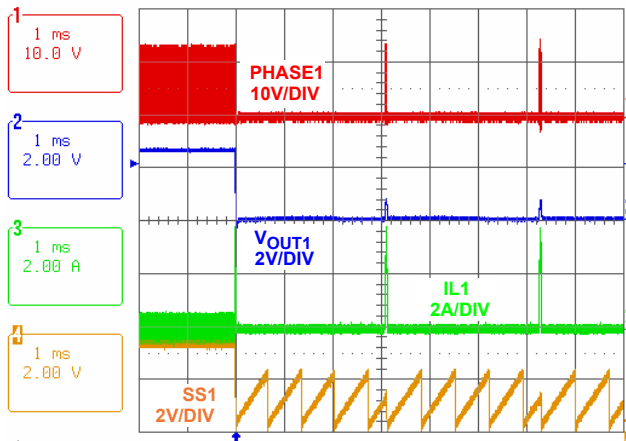 1
1 ms
10.0 V
2
1 ms
2.00 V
3
1 ms
2.00 A
4
1 ms
2.00 V
PHASE1
10V/DIV
VOUT1
2V/DIV
IL1
2A/DIV
SS1
2V/DIV